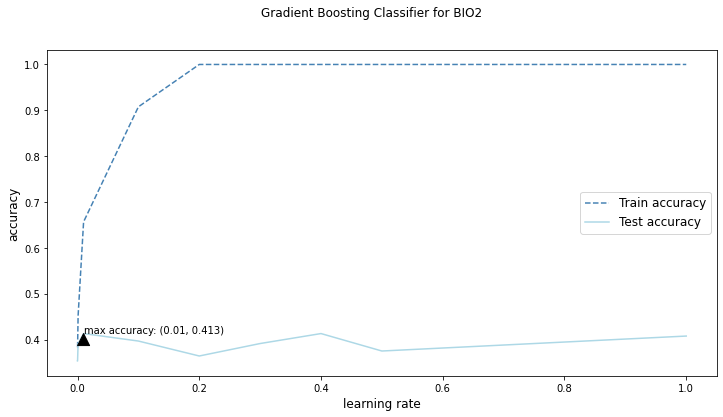 Gradient Boosting Classifier for BIO2
accuracy
1.0
0.9
0.8
0.7
0.6
0.5
0.4
max accuracy: (0.01, 0.413)
Train accuracy
Test accuracy
0.0 0.2 0.4 0.6 0.8 1.0
learning rate